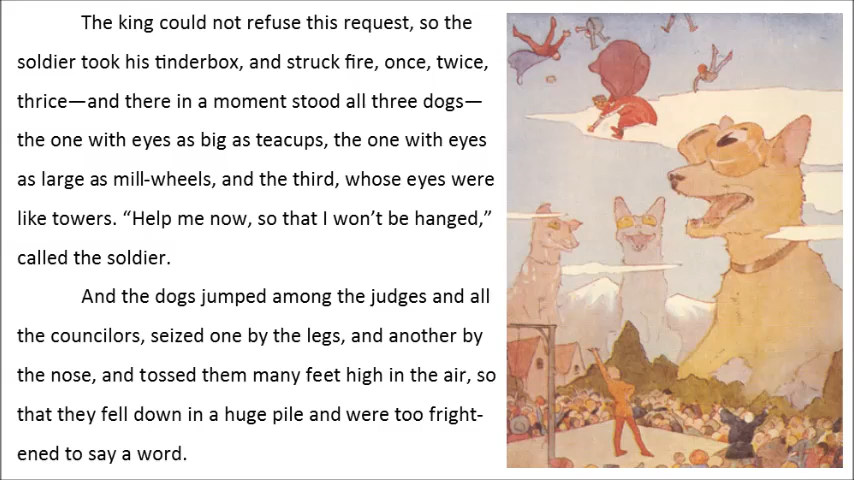 The king could not refuse this request, so the
soldier took his tinderbox, and struck fire, once, twice,
thrice—and there in a moment stood all three dogs—
the one with eyes as big as teacups, the one with eyes
as large as mill-wheels, and the third, whose eyes were
like towers. “Help me now, so that I won’t be hanged,”
called the soldier.
And the dogs jumped among the judges and all
the councilors, seized one by the legs, and another by
the nose, and tossed them many feet high in the air, so
that they fell down in a huge pile and were too fright-
ened to say a word.